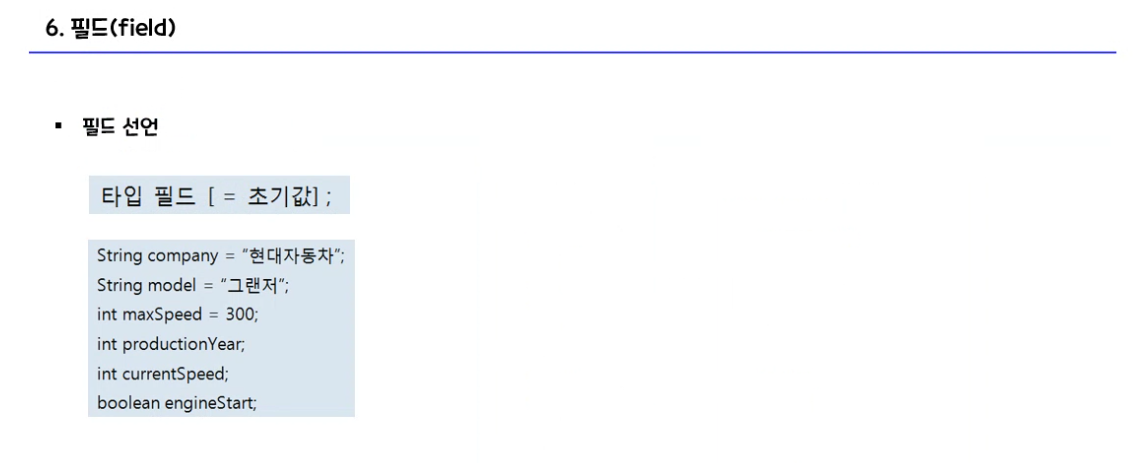 6. 필드(field)
▪ 필드 선언
타입 필드 [ = 초기값] ;
String company = “현대자동차”;
String model = “그랜저”;
int maxSpeed = 300;
int productionYear;
int currentSpeed;
boolean engineStart;